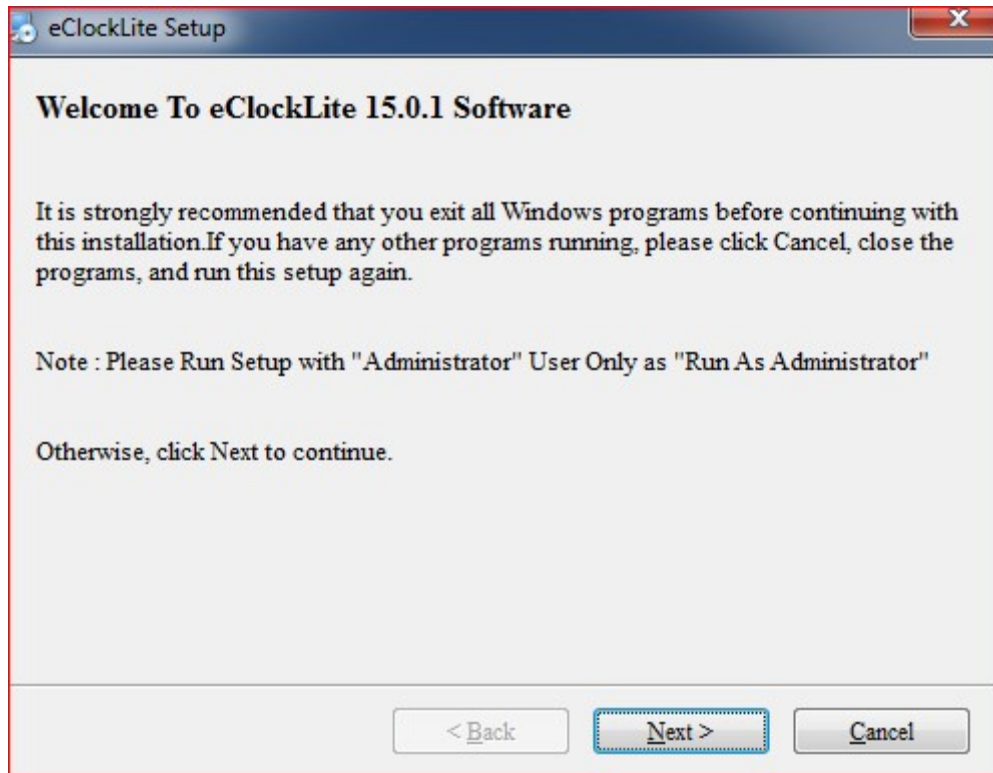 eClockLite Setup
Welcome To eClockLite 15.0.1 Software
It is strongly recommended that you exit all Windows programs before continuing with
this installation.If you have any other programs running, please click Cancel, close the
programs, and run this setup again.
Note : Please Run Setup with "Administrator" User Only as "Run As Administrator"
Otherwise, click Next to continue.
< Back
Next >
Cancel